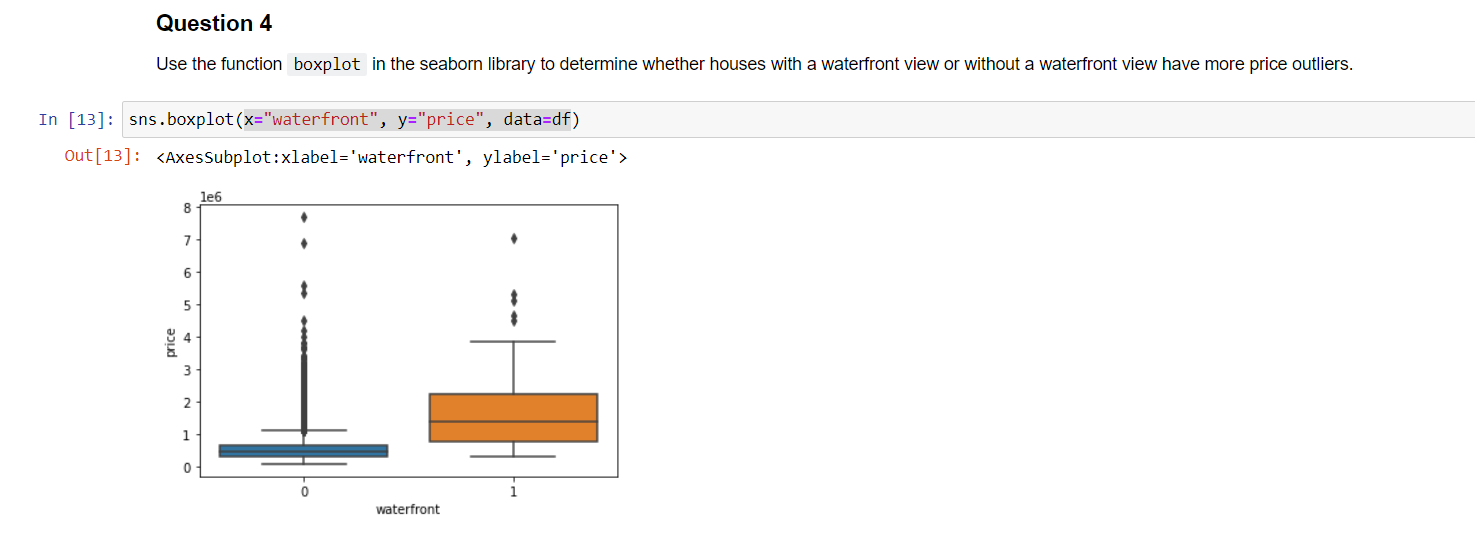 Question 4
Use the function boxplot in the seaborn library to determine whether houses with a waterfront view or without a waterfront view have more price outliers.
In [13]: sns.boxplot(x="waterfront", y="price", data=df)
Out[13]: <AxesSubplot:xlabel='waterfront', ylabel='price'>
1e6
8
7
6
5
4
3
2
1
0
price
0 1
waterfront